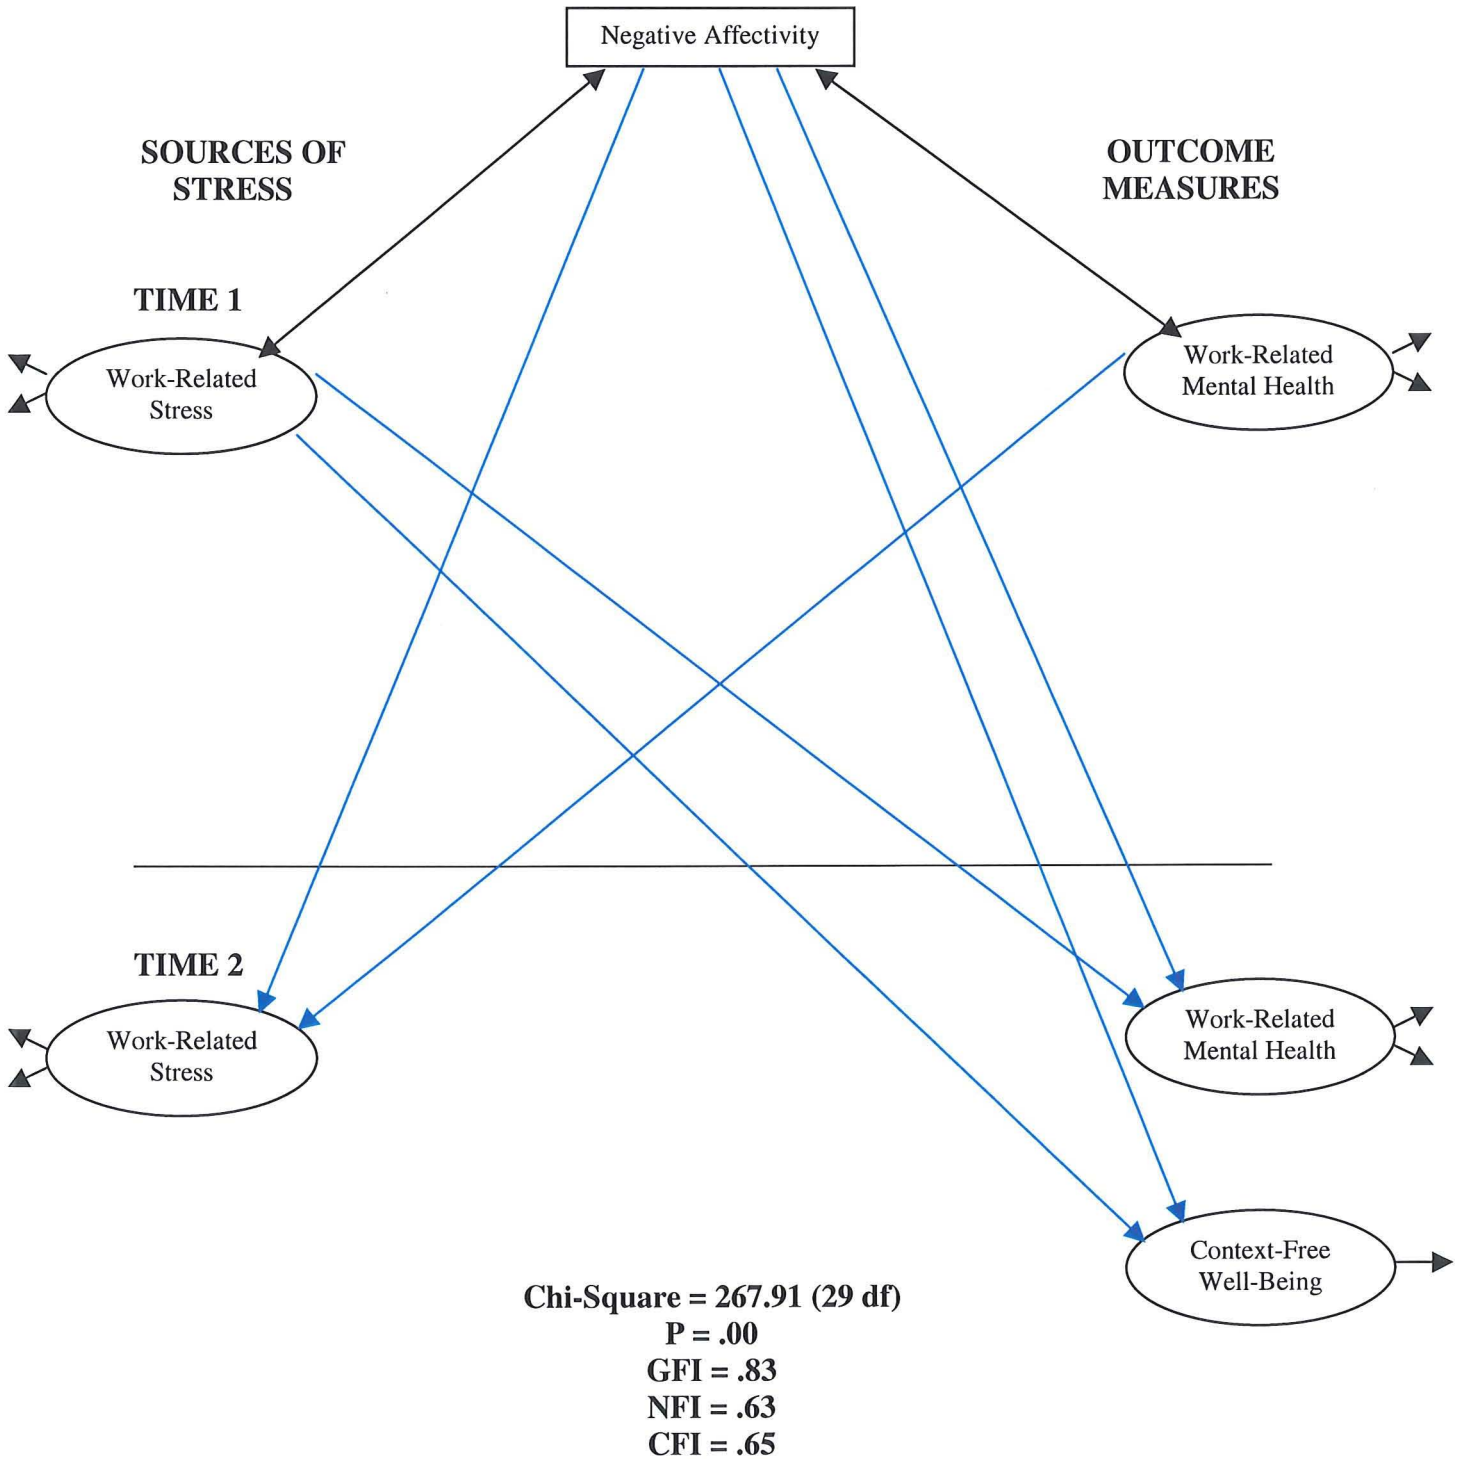 Negative Affectivity
SOURCES OF
STRESS
OUTCOME
MEASURES
TIME 1
Work-Related
Stress
Work-Related
Mental Health
TIME 2
Work-Related
Stress
Work-Related
Mental Health
Context-Free
Well-Being
Chi-Square = 267.91 (29 df)
P = .00
GFI = .83
NFI = .63
CFI = .65